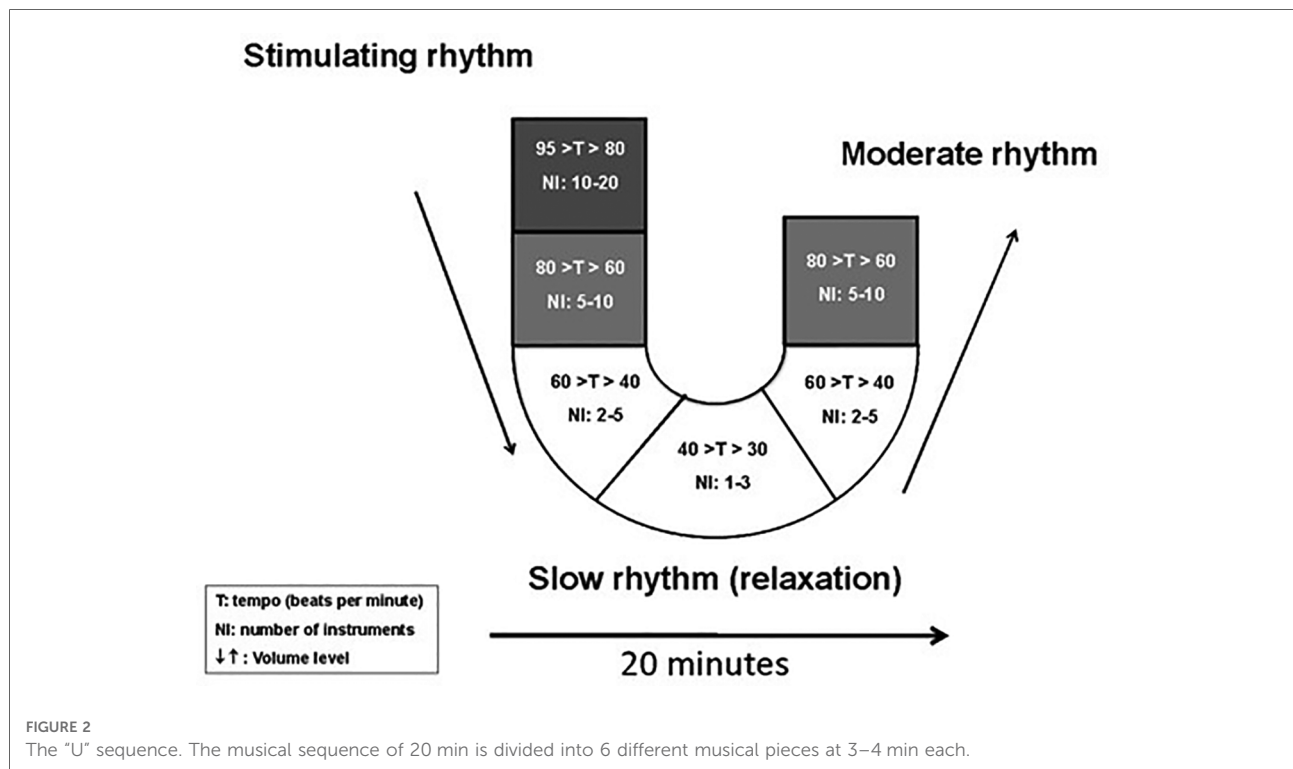 Stimulating rhythm
95 >T > 80
NI: 10-20
80 >T > 60
NI: 5-10
60 >T > 40
NI: 2-5
40 >T > 30
NI: 1-3
60 >T > 40
NI: 2-5
80 >T > 60
NI: 5-10
Moderate rhythm
Slow rhythm (relaxation)
20 minutes
T: tempo (beats per minute)
NI: number of instruments
↓↑ : Volume level
FIGURE 2
The “U” sequence. The musical sequence of 20 min is divided into 6 different musical pieces at 3–4 min each.